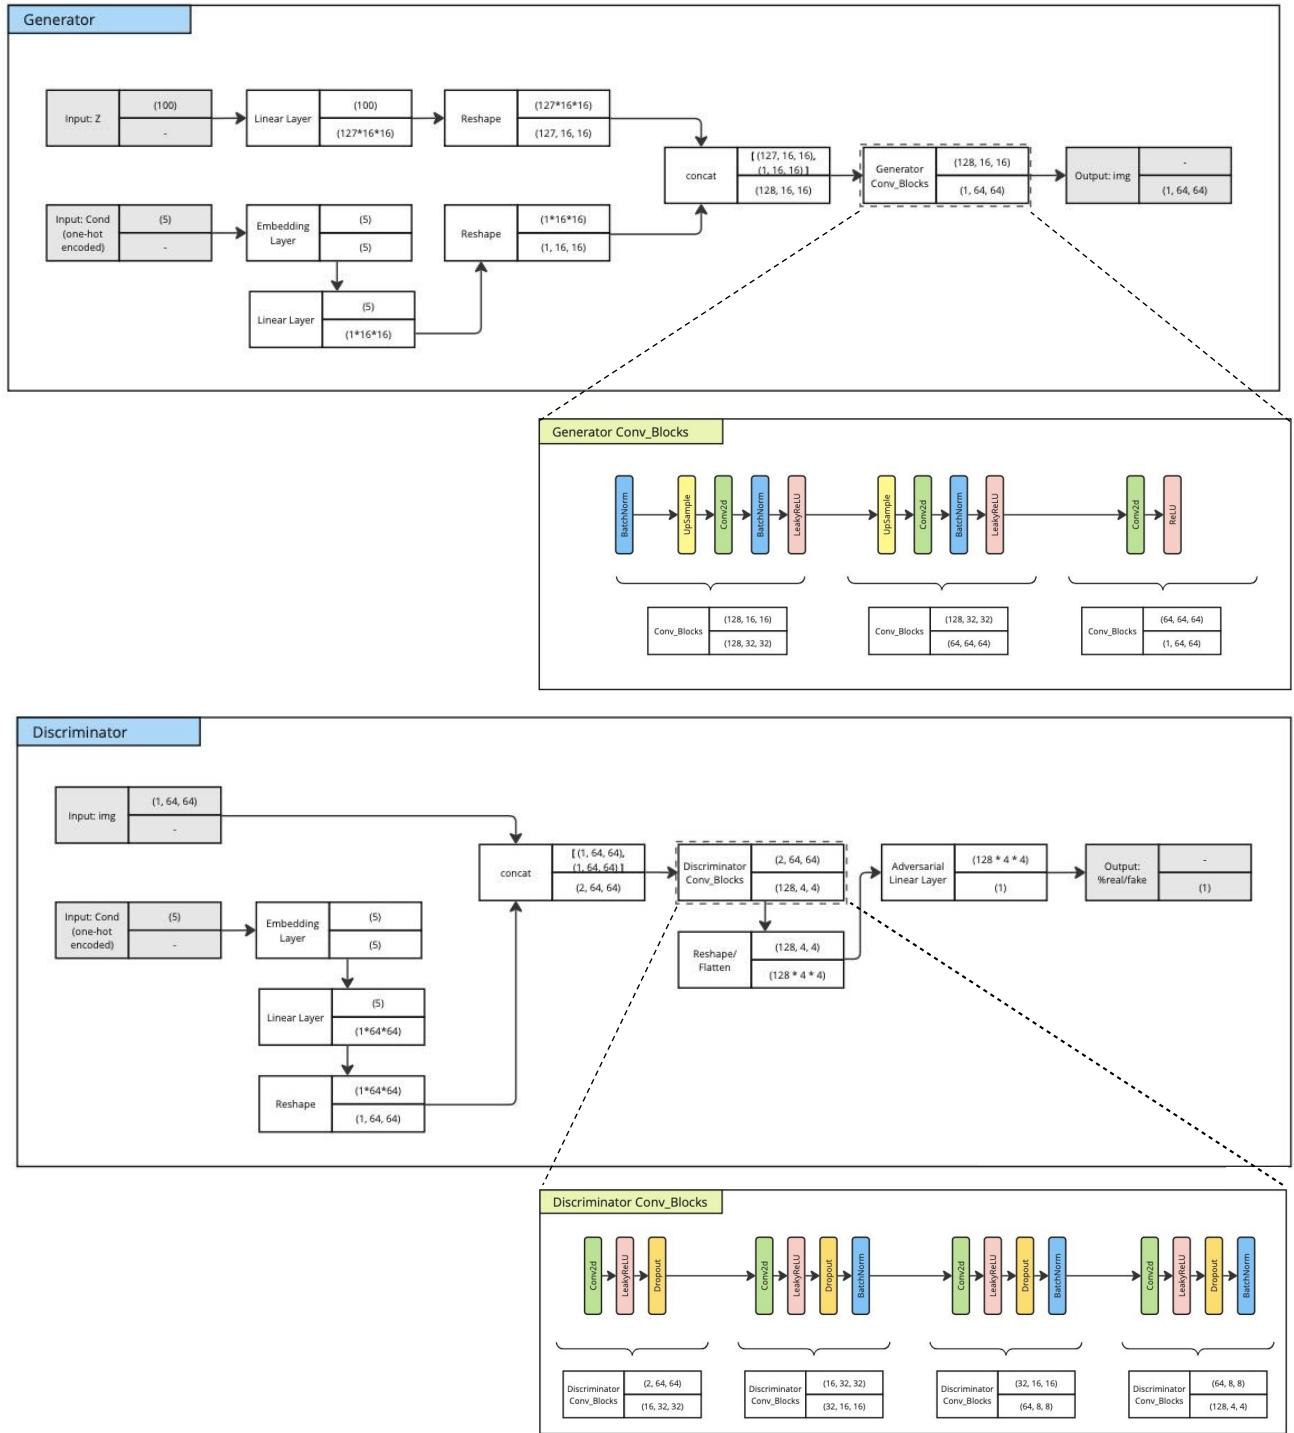 Generator
Input: Z
(100)
-
Linear Layer
(100)
(127*16*16)
Reshape
(127*16*16)
(127, 16, 16)
concat
[ (127, 16, 16),
(1, 16, 16) ]
(128, 16, 16)
Generator
Conv_Blocks
(128, 16, 16)
(1, 64, 64)
Output: img
-
(1, 64, 64)
Input: Cond
(one-hot
encoded)
(5)
-
Embedding
Layer
(5)
(5)
Reshape
(1*16*16)
(1, 16, 16)
Linear Layer
(5)
(1*16*16)
Generator Conv_Blocks
BatchNorm
UpSample
Conv2d
BatchNorm
LeakyReLU
UpSample
Conv2d
BatchNorm
LeakyReLU
Conv2d
ReLU
Conv_Blocks
(128, 16, 16)
(128, 32, 32)
Conv_Blocks
(128, 32, 32)
(64, 64, 64)
Conv_Blocks
(64, 64, 64)
(1, 64, 64)
Discriminator
Input: img
(1, 64, 64)
-
concat
[ (1, 64, 64),
(1, 64, 64) ]
(2, 64, 64)
Discriminator
Conv_Blocks
(2, 64, 64)
(128, 4, 4)
Adversarial
Linear Layer
(128 * 4 * 4)
(1)
Output:
%real/fake
-
(1)
Input: Cond
(one-hot
encoded)
(5)
-
Embedding
Layer
(5)
(5)
Reshape/
Flatten
(128, 4, 4)
(128 * 4 * 4)
Linear Layer
(5)
(1*64*64)
Reshape
(1*64*64)
(1, 64, 64)
Discriminator Conv_Blocks
Conv2d
LeakyReLU
Dropout
Conv2d
LeakyReLU
Dropout
BatchNorm
Conv2d
LeakyReLU
Dropout
BatchNorm
Conv2d
LeakyReLU
Dropout
BatchNorm
Discriminator
Conv_Blocks
(2, 64, 64)
(16, 32, 32)
Discriminator
Conv_Blocks
(16, 32, 32)
(32, 16, 16)
Discriminator
Conv_Blocks
(32, 16, 16)
(64, 8, 8)
Discriminator
Conv_Blocks
(64, 8, 8)
(128, 4, 4)